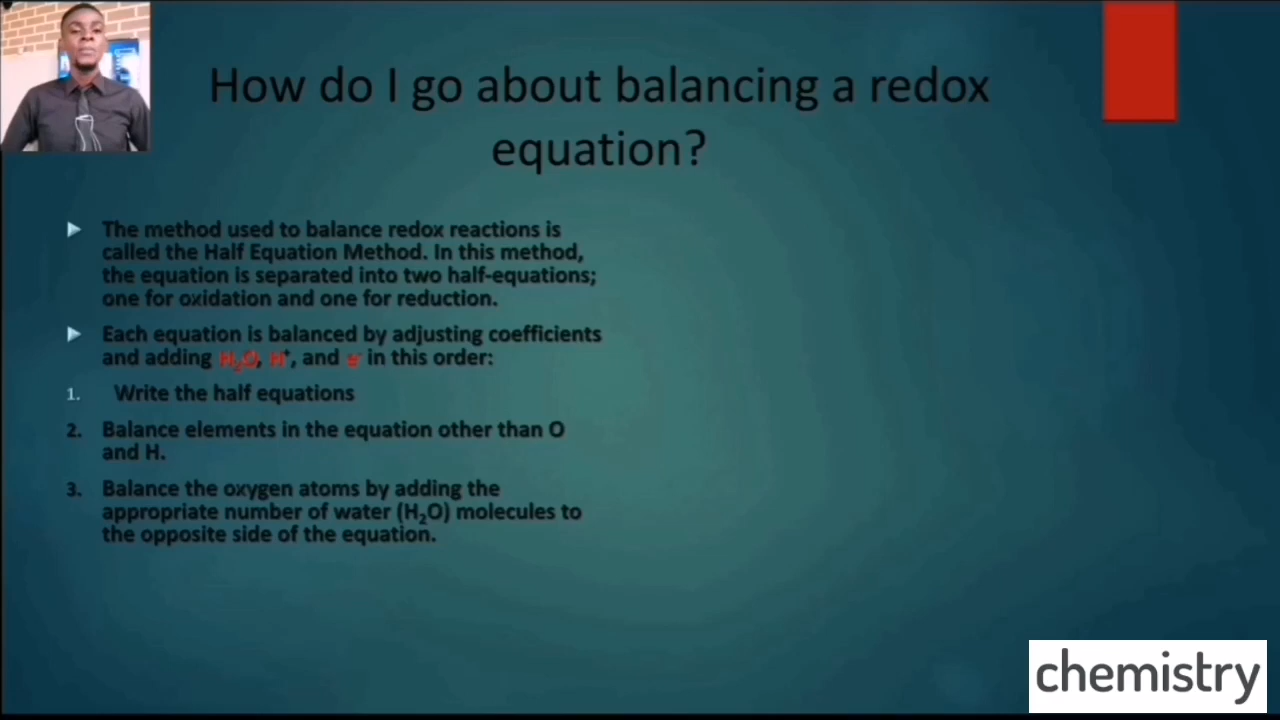 How do I go about balancing a redox
equation?
The method used to balance redox reactions is
called the Half Equation Method. In this method,
the equation is separated into two half-equations;
one for oxidation and one for reduction.
Each equation is balanced by adjusting coefficients
and adding H₂O, H⁺, and e⁻ in this order:
1. Write the half equations
2. Balance elements in the equation other than O
and H.
3. Balance the oxygen atoms by adding the
appropriate number of water (H₂O) molecules to
the opposite side of the equation.
chemistry